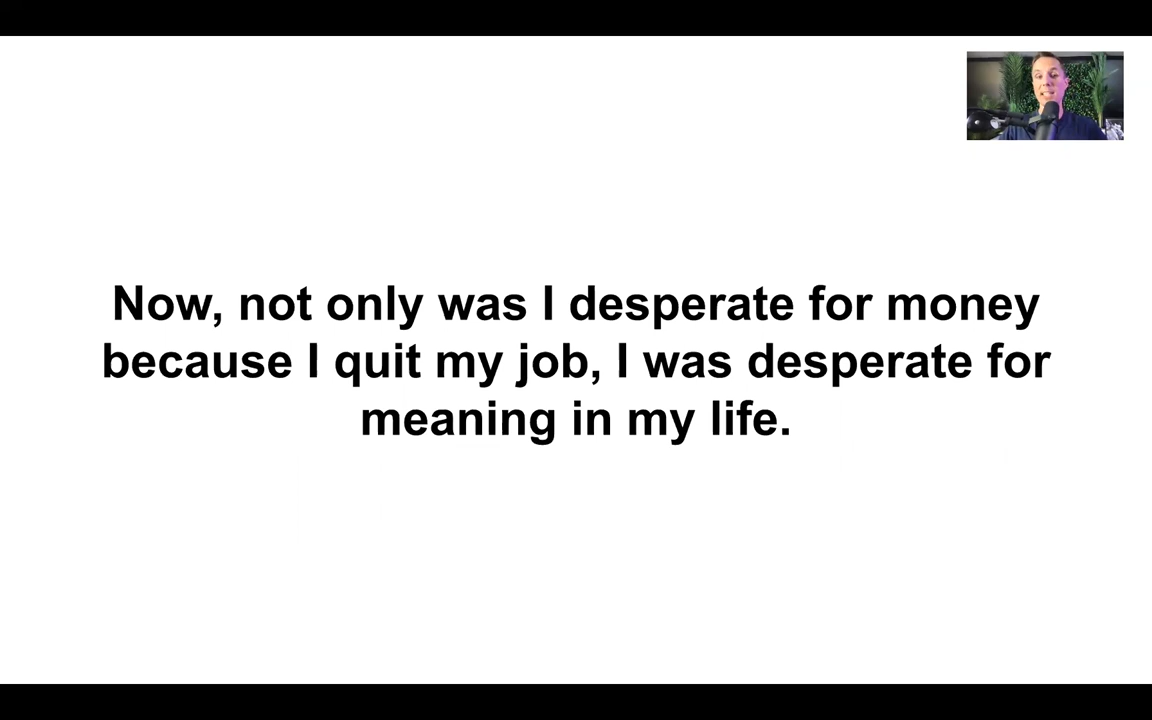 Now, not only was I desperate for money
because I quit my job, I was desperate for
meaning in my life.